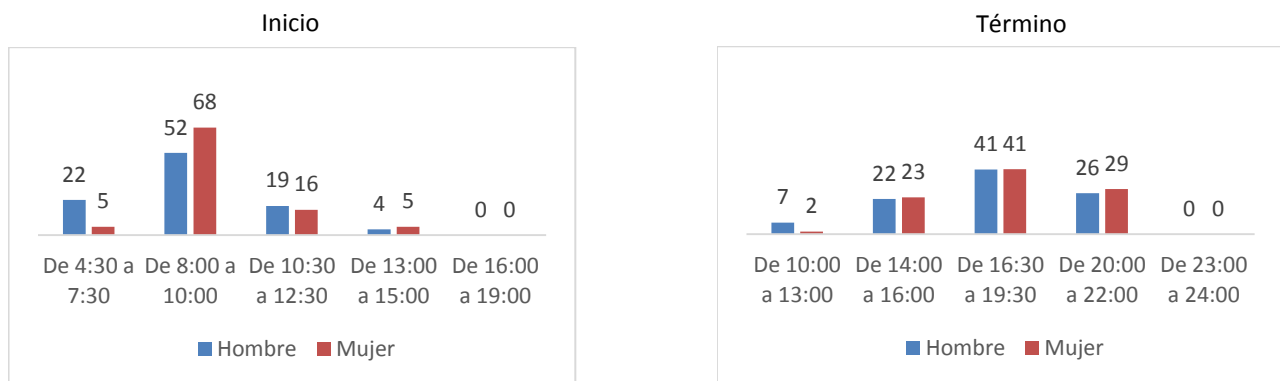 Inicio
68
52
22
19
16
5
4
5
0
0
De 4:30 a
7:30
De 8:00 a
10:00
De 10:30
a 12:30
De 13:00
a 15:00
De 16:00
a 19:00
Hombre
Mujer
Término
41
41
26
29
22
23
7
2
0
0
De 10:00
a 13:00
De 14:00
a 16:00
De 16:30
a 19:30
De 20:00
a 22:00
De 23:00
a 24:00
Hombre
Mujer